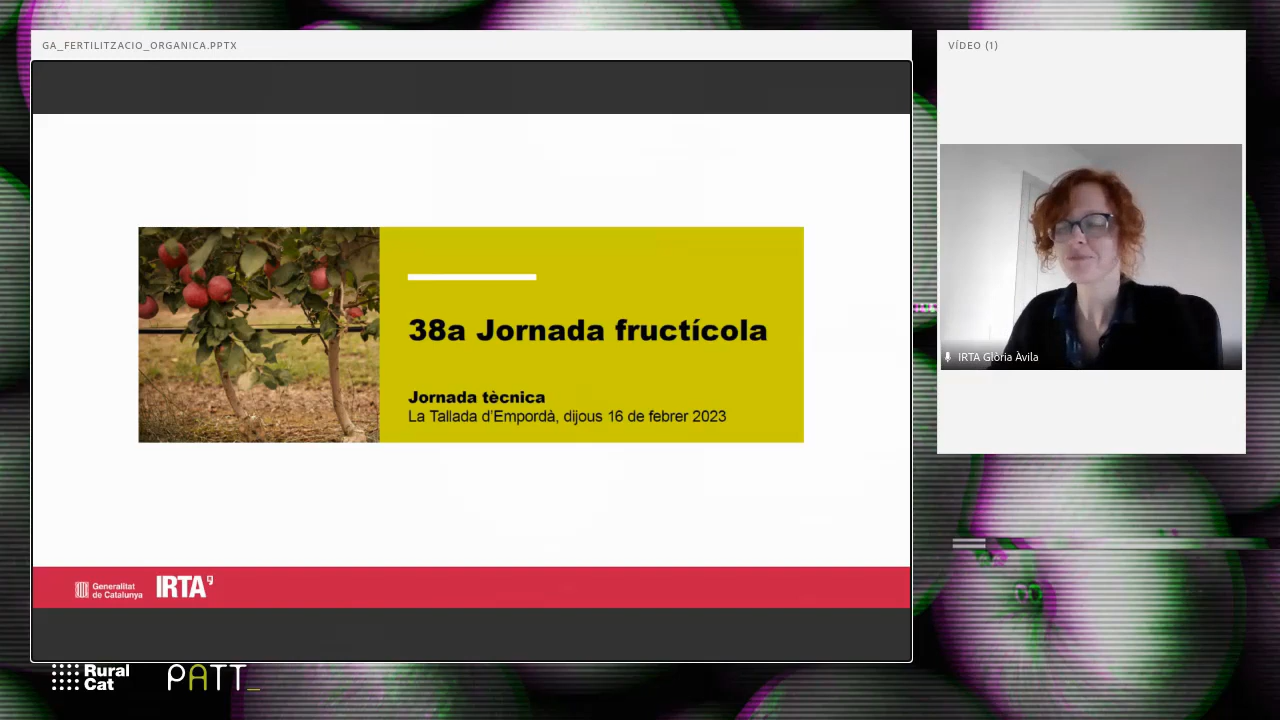 GA_FERTILITZACIO_ORGANICA.PPTX
VÍDEO (1)
38a Jornada fructícola
Jornada tècnica
La Tallada d'Empordà, dijous 16 de febrer 2023
IRTA Glòria Àvila
Generalitat
de Catalunya
IRTA
Rural
Cat
PATT_